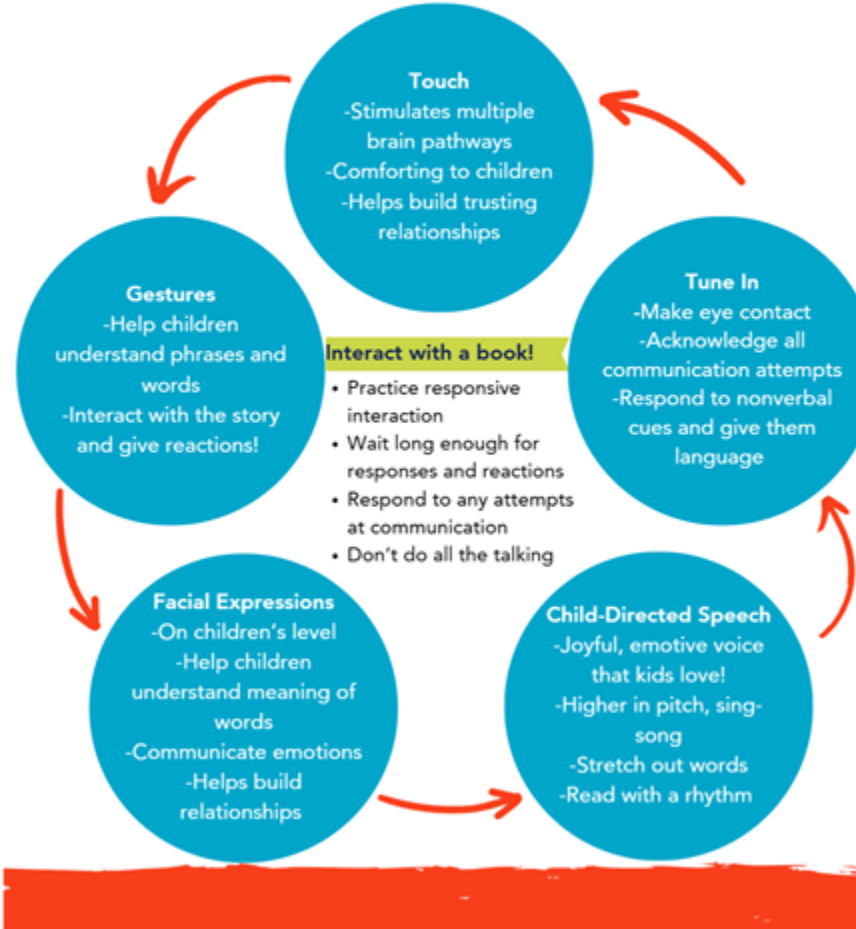 Touch
-Stimulates multiple
brain pathways
-Comforting to children
-Helps build trusting
relationships
Gestures
-Help children
understand phrases and
words
-Interact with the story
and give reactions!
Facial Expressions
-On children's level
-Help children
understand meaning of
words
-Communicate emotions
-Helps build
relationships
Child-Directed Speech
-Joyful, emotive voice
that kids love!
-Higher in pitch, sing-
song
-Stretch out words
-Read with a rhythm
Tune In
-Make eye contact
-Acknowledge all
communication attempts
-Respond to nonverbal
cues and give them
language
Interact with a book!
• Practice responsive
interaction
• Wait long enough for
responses and reactions
• Respond to any attempts
at communication
• Don't do all the talking